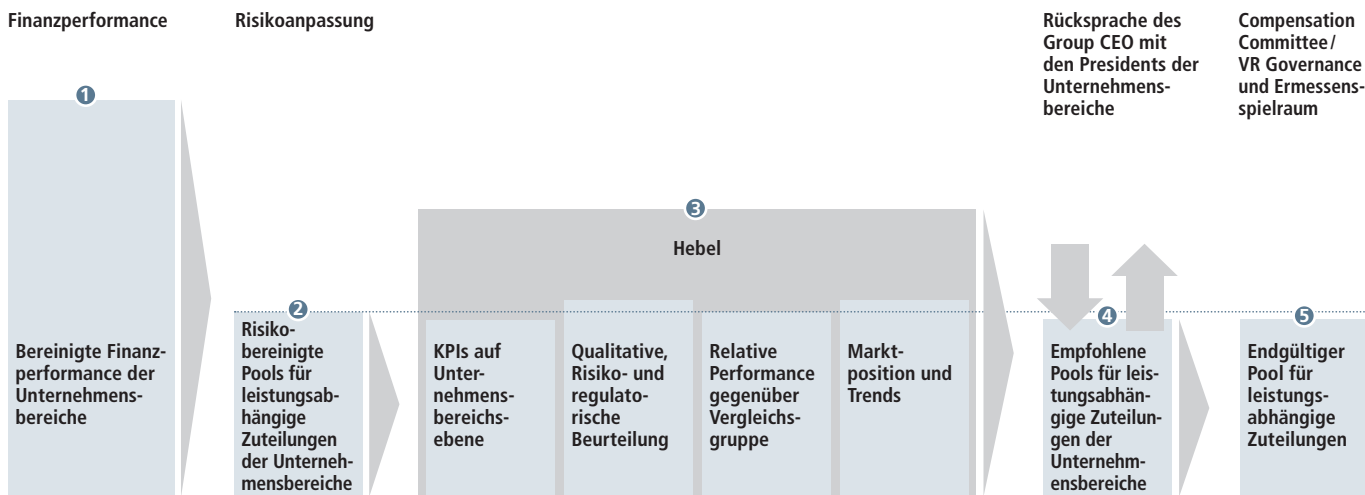 Finanzperformance
Risikoanpassung
Rücksprache des
Group CEO mit
den Presidents der
Unternehmens-
bereiche
Compensation
Committee/
VR Governance
und Ermessens-
spielraum
1
Bereinigte Finanz-
performance der
Unternehmens-
bereiche
2
Risiko-
bereinigte
Pools für
leistungsab-
hängige
Zuteilungen
der Unterneh-
mensbereiche
3
Hebel
KPIs auf
Unter-
nehmens-
bereichs-
ebene
Qualitative,
Risiko- und
regulato-
rische
Beurteilung
Relative
Performance
gegenüber
Vergleichs-
gruppe
Markt-
position und
Trends
4
Empfohlene
Pools für leis-
tungsabhän-
gige Zuteilun-
gen der
Unternehm-
ensbereiche
5
Endgültiger
Pool für
leistungs-
abhängige
Zuteilungen